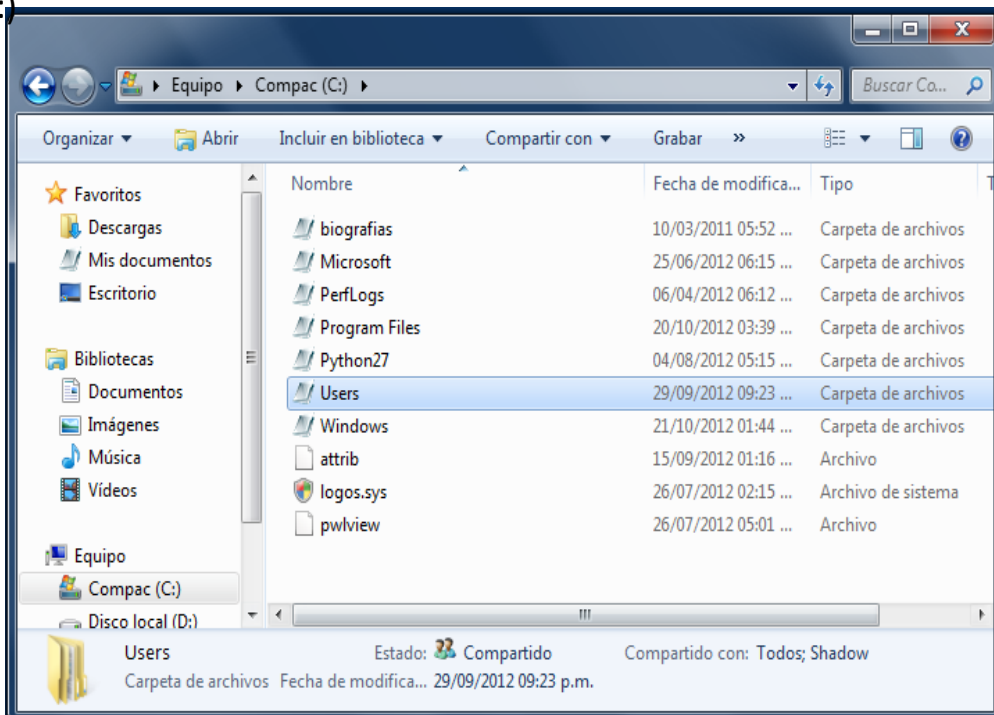 :)
Equipo Compac (C:) Buscar Co...
Organizar Abrir Incluir en biblioteca Compartir con Grabar »
Favoritos
Descargas
Mis documentos
Escritorio
Bibliotecas
Documentos
Imágenes
Música
Vídeos
Equipo
Compac (C:)
Disco local (D:)
Nombre Fecha de modifica... Tipo T
biografias 10/03/2011 05:52 ... Carpeta de archivos
Microsoft 25/06/2012 06:15 ... Carpeta de archivos
PerfLogs 06/04/2012 06:12 ... Carpeta de archivos
Program Files 20/10/2012 03:39 ... Carpeta de archivos
Python27 04/08/2012 05:15 ... Carpeta de archivos
Users 29/09/2012 09:23 ... Carpeta de archivos
Windows 21/10/2012 01:44 ... Carpeta de archivos
attrib 15/09/2012 01:16 ... Archivo
logos.sys 26/07/2012 02:15 ... Archivo de sistema
pwlview 26/07/2012 05:01 ... Archivo
Users Estado: Compartido Compartido con: Todos; Shadow
Carpeta de archivos Fecha de modifica... 29/09/2012 09:23 p.m.